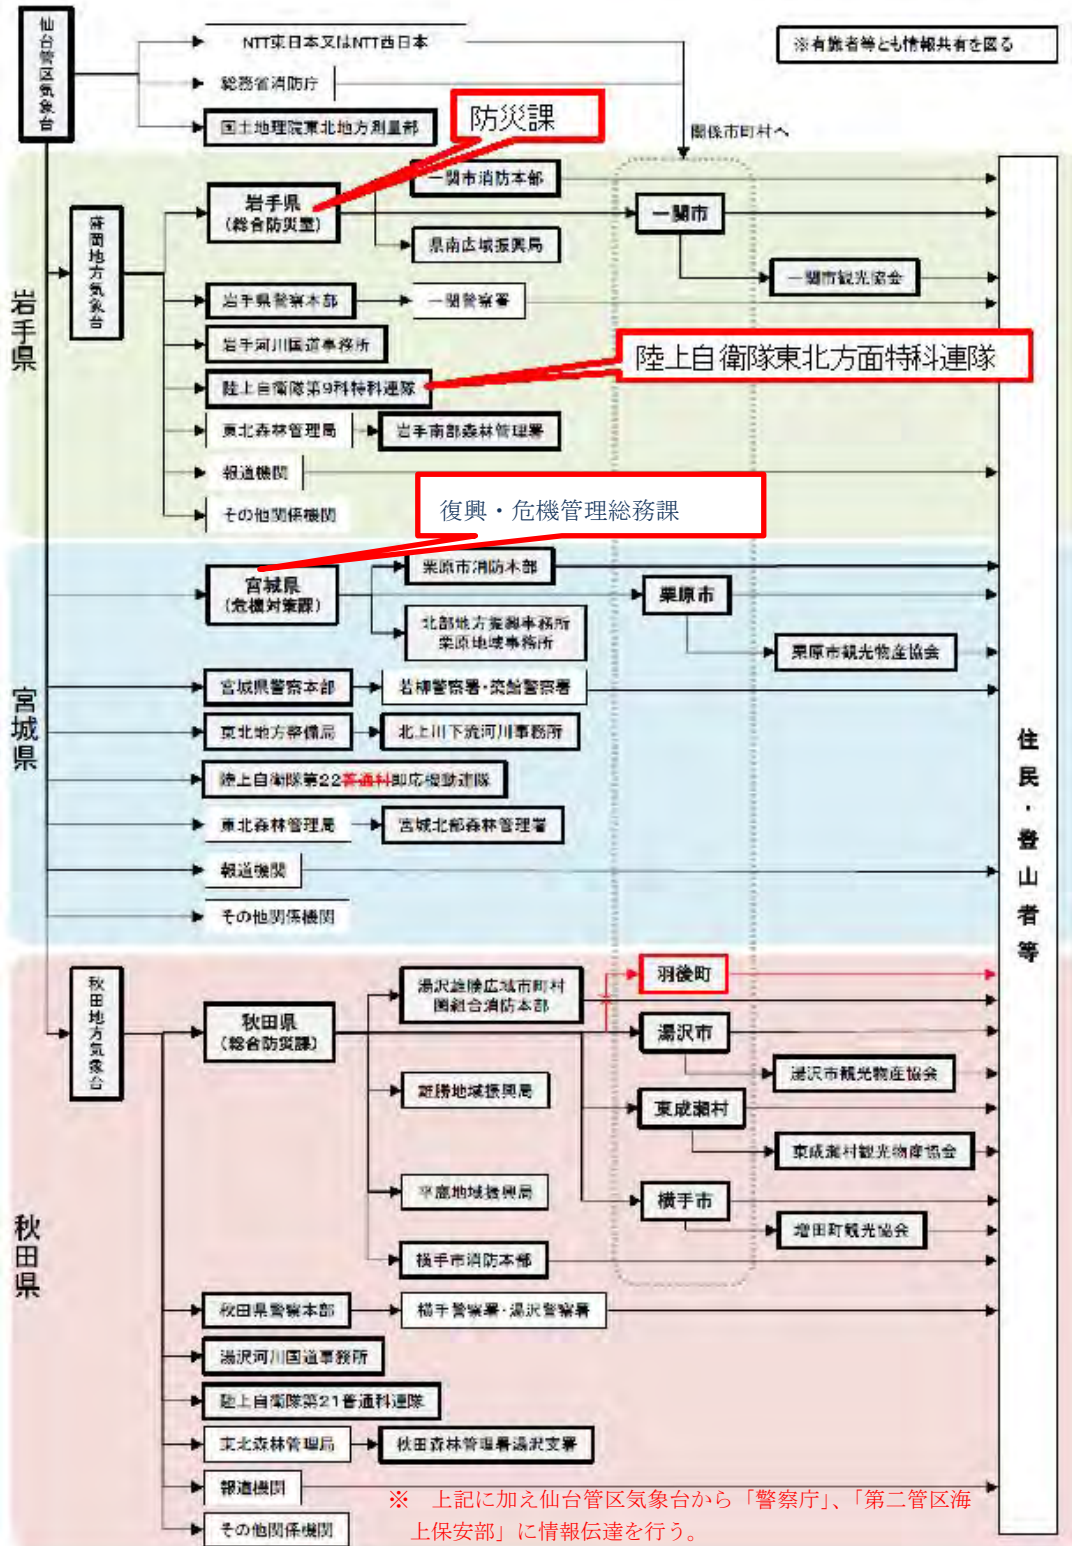 仙台管区気象台
NTT東日本又はNTT西日本
※有識者等とも情報共有を図る
総務省消防庁
国土地理院東北地方測量部
防災課
関係市町村へ
岩手県
盛岡地方気象台
岩手県
(総合防災室)
一関市消防本部
一関市
県南広域振興局
一関市観光協会
岩手県警察本部
一関警察署
岩手河川国道事務所
陸上自衛隊東北方面特科連隊
陸上自衛隊第9科特科連隊
東北森林管理局
岩手南部森林管理署
報道機関
その他関係機関
復興・危機管理総務課
宮城県
宮城県
(危機対策課)
栗原市消防本部
栗原市
北部地方振興事務所
栗原地域事務所
栗原市観光物産協会
宮城県警察本部
若柳警察署・築館警察署
東北地方整備局
北上川下流河川事務所
陸上自衛隊第22普通科即応機動連隊
東北森林管理局
宮城北部森林管理署
報道機関
その他関係機関
住民・登山者等
秋田県
秋田地方気象台
秋田県
(総合防災課)
湯沢雄勝広域市町村
圏組合消防本部
羽後町
湯沢市
湯沢市観光物産協会
雄勝地域振興局
東成瀬村
東成瀬村観光物産協会
平鹿地域振興局
横手市
増田町観光協会
横手市消防本部
秋田県警察本部
横手警察署・湯沢警察署
湯沢河川国道事務所
陸上自衛隊第21普通科連隊
東北森林管理局
秋田森林管理署湯沢支署
報道機関
その他関係機関
※ 上記に加え仙台管区気象台から「警察庁」、「第二管区海
上保安部」に情報伝達を行う。